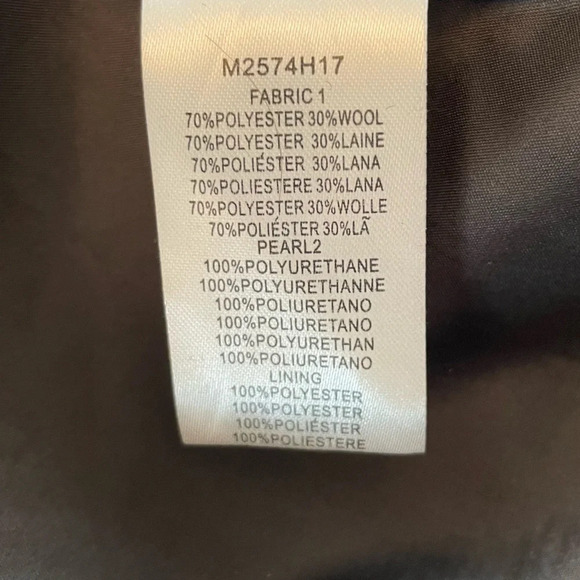 M2574H17
FABRIC 1
70%POLYESTER 30%WOOL
70%POLYESTER 30%LAINE
70%POLIÉSTER 30%LANA
70%POLIESTERE 30%LANA
70%POLYESTER 30%WOLLE
70%POLIÉSTER 30%LÃ
PEARL2
100%POLYURETHANE
100%POLYURETHANNE
100%POLIURETANO
100%POLIURETANO
100%POLYURETHAN
100%POLIURETANO
LINING
100%POLYESTER
100%POLYESTER
100%POLIÉSTER
100%POLIESTERE